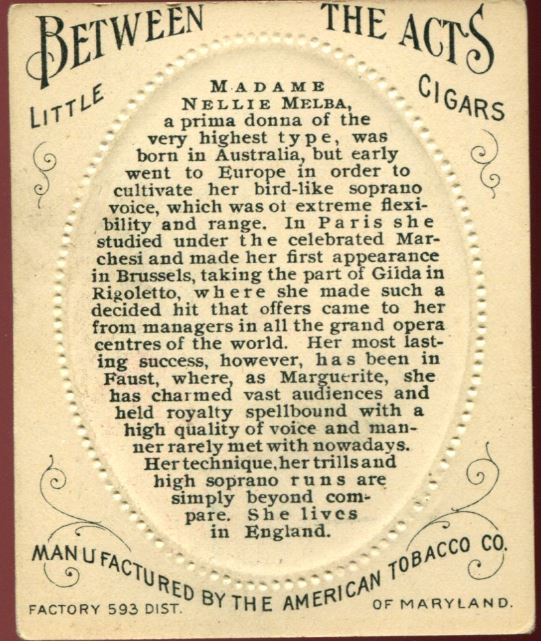 BETWEEN THE ACTS
LITTLE CIGARS
MADAME
NELLIE MELBA,
a prima donna of the
very highest type, was
born in Australia, but early
went to Europe in order to
cultivate her bird-like soprano
voice, which was of extreme flexi-
bility and range. In Paris she
studied under the celebrated Mar-
chesi and made her first appearance
in Brussels, taking the part of Gilda in
Rigoletto, where she made such a
decided hit that offers came to her
from managers in all the grand opera
centres of the world. Her most last-
ing success, however, has been in
Faust, where, as Marguerite, she
has charmed vast audiences and
held royalty spellbound with a
high quality of voice and man-
ner rarely met with nowadays.
Her technique, her trills and
high soprano runs are
simply beyond com-
pare. She lives
in England.
MANUFACTURED BY THE AMERICAN TOBACCO CO.
FACTORY 593 DIST. OF MARYLAND.